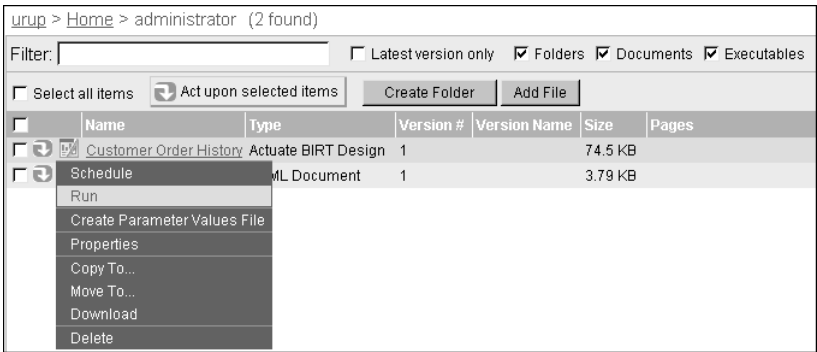 urup > Home > administrator (2 found)
Filter: Latest version only Folders Documents Executables
Select all items Act upon selected items Create Folder Add File
Name Type Version # Version Name Size Pages
Customer Order History Actuate BIRT Design 1 74.5 KB
ML Document 1 3.79 KB
Schedule
Run
Create Parameter Values File
Properties
Copy To...
Move To...
Download
Delete